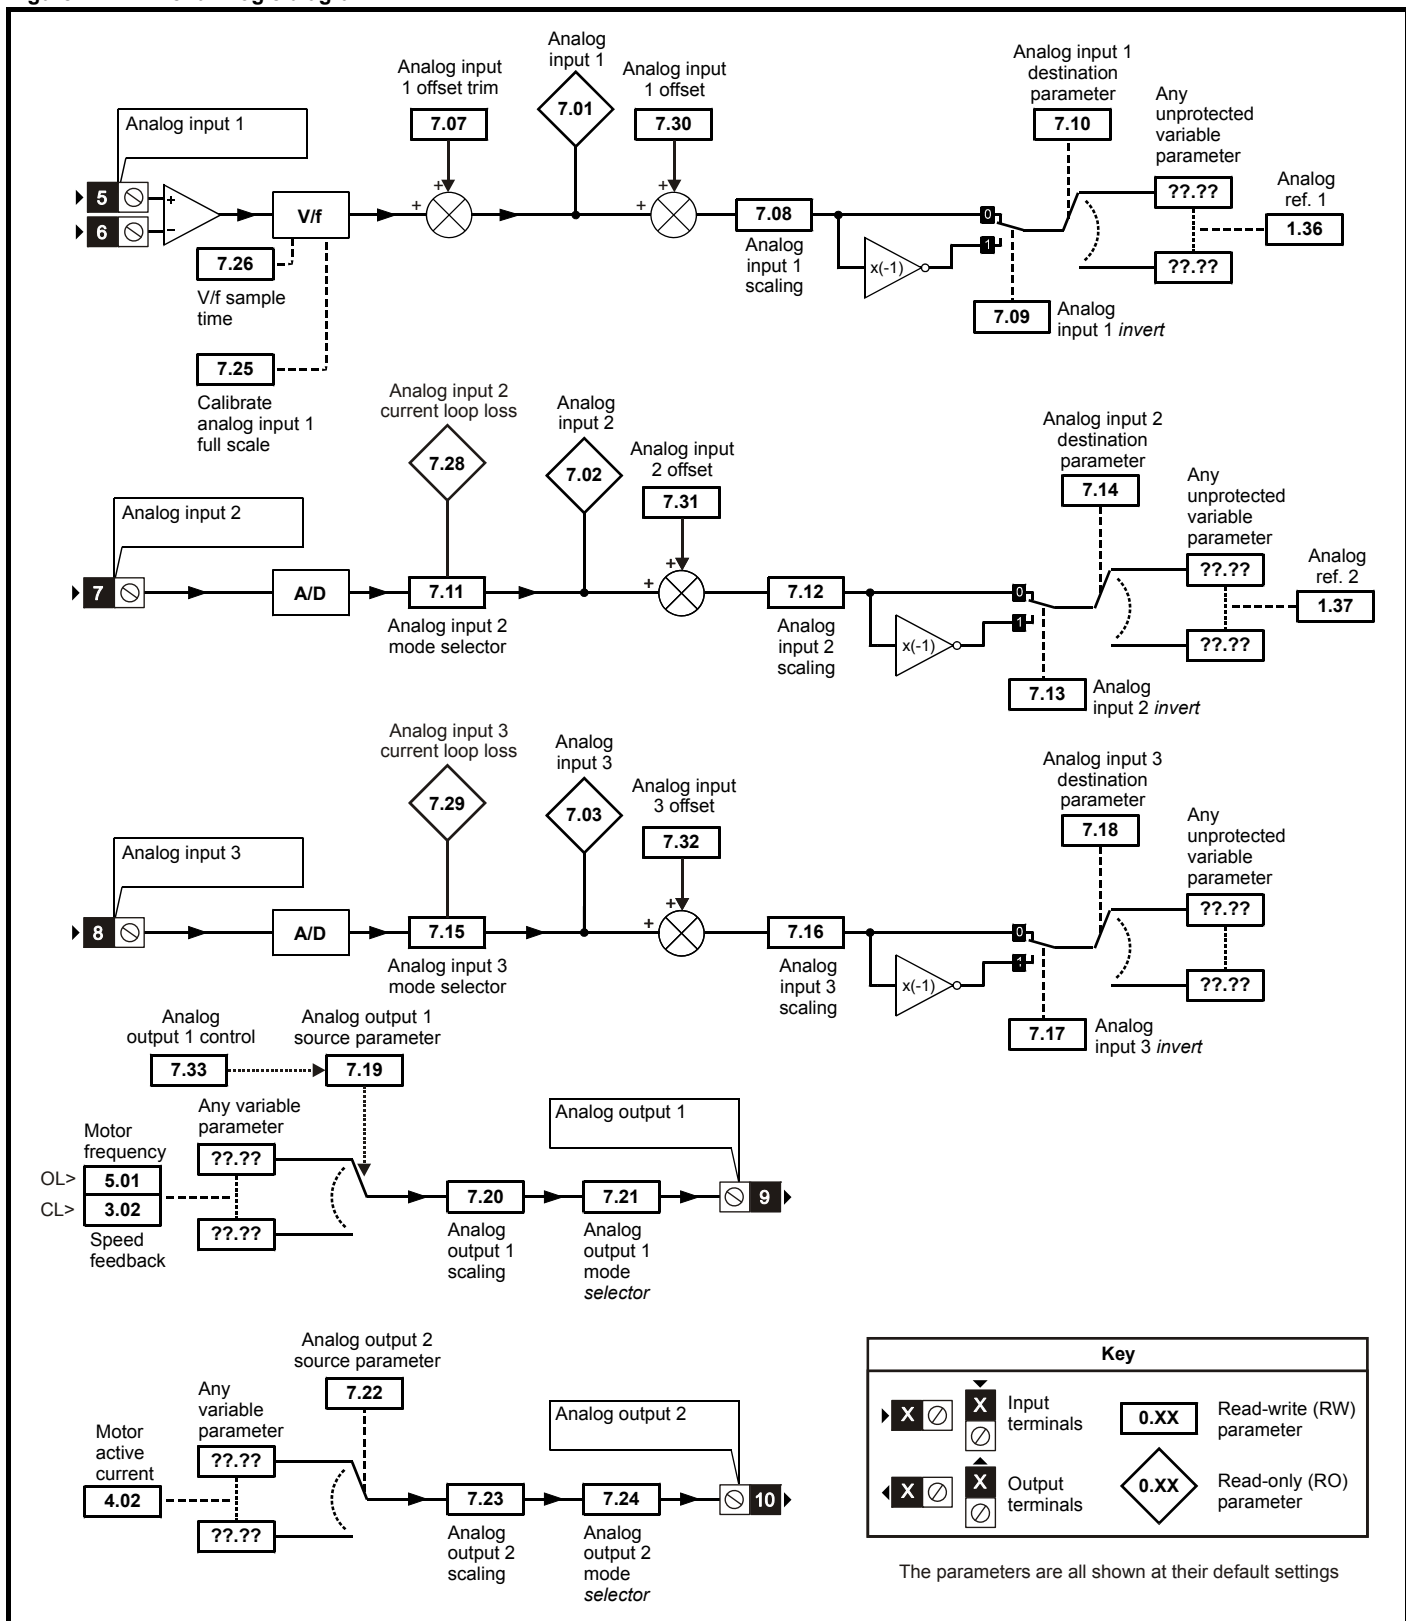 Analog input
1 offset trim
7.07
Analog
input 1
7.01
Analog input
1 offset
7.30
Analog input 1
destination
parameter
7.10
Any
unprotected
variable
parameter
??.??
??.??
Analog
ref. 1
1.36
Analog input 1
5
6
+
−
V/f
+
+
+
+
7.08
Analog
input 1
scaling
x(-1)
0
1
7.09
Analog
input 1 invert
7.26
V/f sample
time
7.25
Calibrate
analog input 1
full scale
Analog input 2
current loop loss
7.28
Analog
input 2
7.02
Analog input
2 offset
7.31
Analog input 2
destination
parameter
7.14
Any
unprotected
variable
parameter
??.??
??.??
Analog
ref. 2
1.37
Analog input 2
7
A/D
7.11
Analog input 2
mode selector
+
+
7.12
Analog
input 2
scaling
x(-1)
0
1
7.13
Analog
input 2 invert
Analog input 3
current loop loss
7.29
Analog
input 3
7.03
Analog input
3 offset
7.32
Analog input 3
destination
parameter
7.18
Any
unprotected
variable
parameter
??.??
??.??
Analog input 3
8
A/D
7.15
Analog input 3
mode selector
+
+
7.16
Analog
input 3
scaling
x(-1)
0
1
7.17
Analog
input 3 invert
Analog
output 1 control
7.33
Analog output 1
source parameter
7.19
Any variable
parameter
??.??
??.??
Motor
frequency
OL> 5.01
CL> 3.02
Speed
feedback
7.20
Analog
output 1
scaling
7.21
Analog
output 1
mode
selector
Analog output 1
9
Analog output 2
source parameter
7.22
Any
variable
parameter
??.??
??.??
Motor
active
current
4.02
7.23
Analog
output 2
scaling
7.24
Analog
output 2
mode
selector
Analog output 2
10
Key
X
X
Input
terminals
0.XX
Read-write (RW)
parameter
X
X
Output
terminals
0.XX
Read-only (RO)
parameter
The parameters are all shown at their default settings